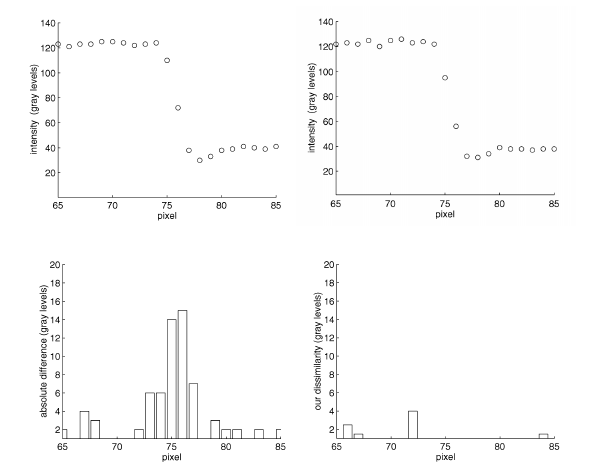 140
120
100
80
60
40
20
65 70 75 80 85
pixel
intensity (gray levels)
140
120
100
80
60
40
20
65 70 75 80 85
pixel
intensity (gray levels)
20
18
16
14
12
10
8
6
4
2
65 70 75 80 85
pixel
absolute difference (gray levels)
20
18
16
14
12
10
8
6
4
2
65 70 75 80 85
pixel
our dissimilarity (gray levels)